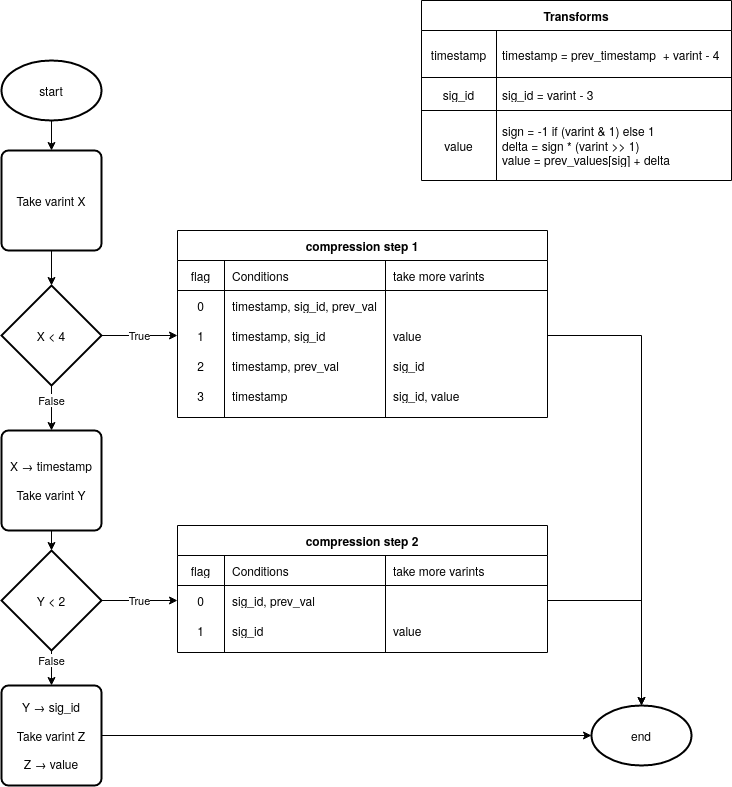 Transforms
timestamp
timestamp = prev_timestamp + varint - 4
sig_id
sig_id = varint - 3
value
sign = -1 if (varint & 1) else 1
delta = sign * (varint >> 1)
value = prev_values[sig] + delta
start
Take varint X
X < 4
True
False
compression step 1
flag Conditions take more varints
0 timestamp, sig_id, prev_val
1 timestamp, sig_id value
2 timestamp, prev_val sig_id
3 timestamp sig_id, value
X → timestamp
Take varint Y
Y < 2
True
False
compression step 2
flag Conditions take more varints
0 sig_id, prev_val
1 sig_id value
Y → sig_id
Take varint Z
Z → value
end